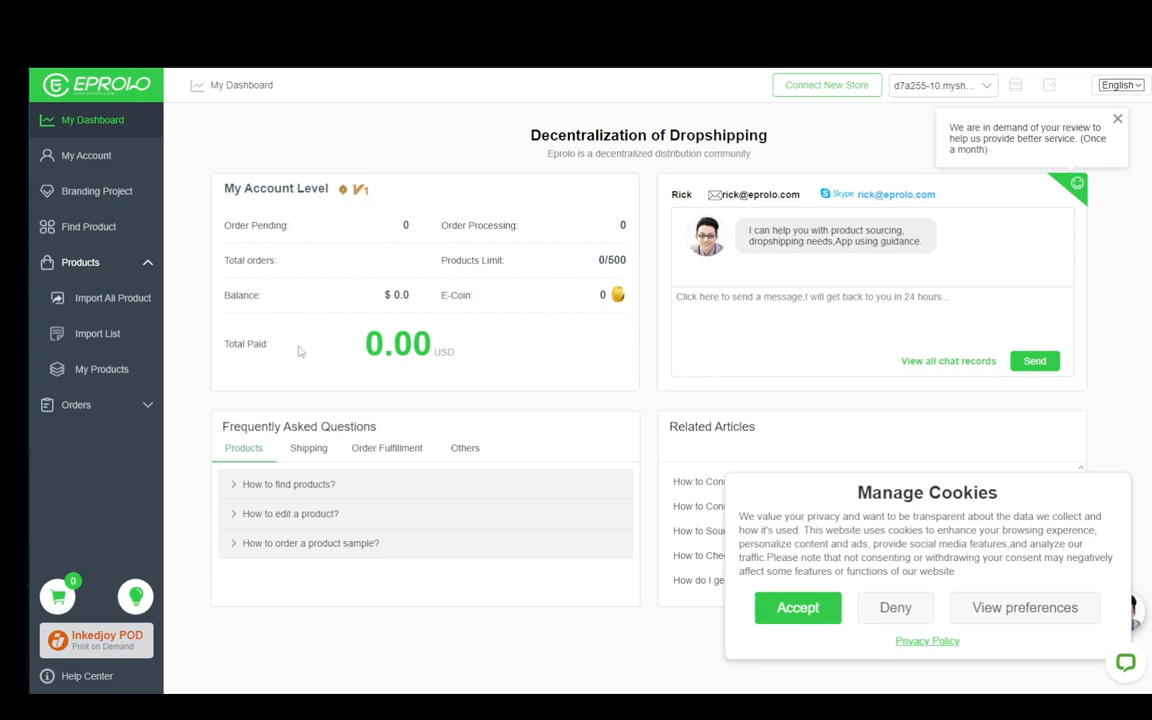 EPROLO
My Dashboard
Connect New Store
d7a255-10.mysh...
English
My Dashboard
My Account
Branding Project
Find Product
Products
Import All Product
Import List
My Products
Orders
0
Inkedjoy POD
Print on Demand
Help Center
We are in demand of your review to
help us provide better service. (Once
a month)
Decentralization of Dropshipping
Eprolo is a decentralized distribution community
My Account Level V1
Order Pending: 0 Order Processing: 0
Total orders: Products Limit: 0/500
Balance: $ 0.0 E-Coin: 0
Total Paid: 0.00 USD
Rick rick@eprolo.com Skype rick@eprolo.com
I can help you with product sourcing,
dropshipping needs,App using guidance.
Click here to send a message,I will get back to you in 24 hours...
View all chat records Send
Frequently Asked Questions
Products Shipping Order Fulfillment Others
How to find products?
How to edit a product?
How to order a product sample?
Related Articles
How to
How to
How to
How to
How do I
Manage Cookies
We value your privacy and want to be transparent about the data we collect and
how it's used. This website uses cookies to enhance your browsing experience,
personalize content and ads, provide social media features,and analyze our
traffic.Please note that not consenting or withdrawing your consent may negatively
affect some features or functions of our website
Accept Deny View preferences
Privacy Policy